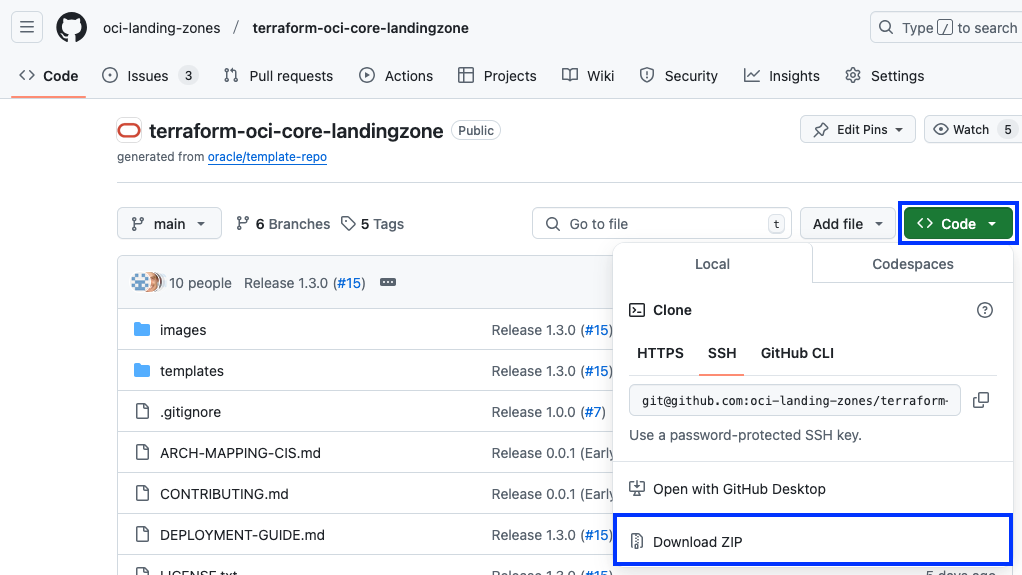 oci-landing-zones / terraform-oci-core-landingzone
Type / to search
Code Issues 3 Pull requests Actions Projects Wiki Security Insights Settings
terraform-oci-core-landingzone Public
Edit Pins Watch 5
generated from oracle/template-repo
main 6 Branches 5 Tags
Go to file t
Add file
Code
10 people Release 1.3.0 (#15)
Local Codespaces
Clone
images Release 1.3.0 (#15)
HTTPS SSH GitHub CLI
templates Release 1.3.0 (#15)
git@github.com:oci-landing-zones/terraform-
.gitignore Release 1.0.0 (#7)
Use a password-protected SSH key.
ARCH-MAPPING-CIS.md Release 0.0.1 (Early
Open with GitHub Desktop
CONTRIBUTING.md Release 0.0.1 (Early
DEPLOYMENT-GUIDE.md Release 1.3.0 (#15)
Download ZIP
LICENSE.txt Release 1.3.0 (#15) 5 days ago